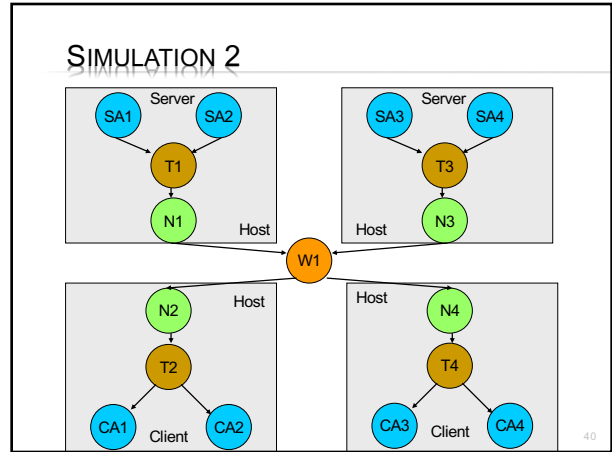 SIMULATION 2
Server
SA1
SA2
T1
N1
Host
Server
SA3
SA4
T3
N3
Host
W1
Host
N2
T2
CA1
CA2
Client
Host
N4
T4
CA3
CA4
Client
40